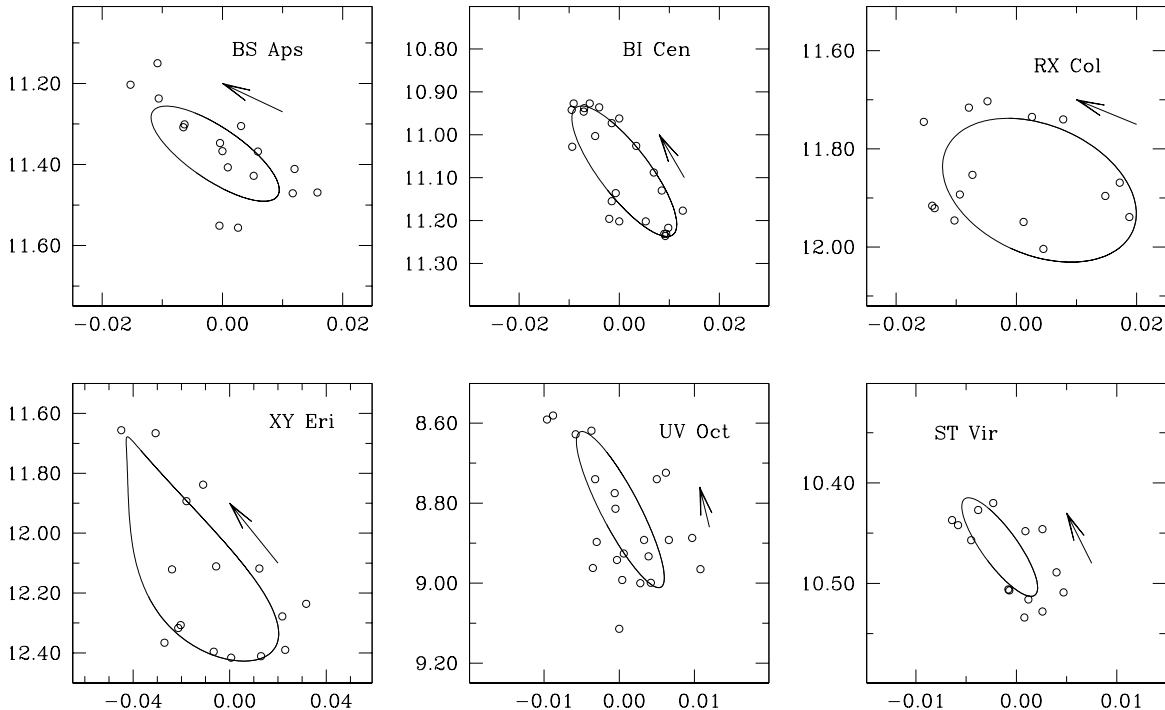 BS Aps
11.20
11.40
11.60
−0.02 0.00 0.02
BI Cen
10.80
10.90
11.00
11.10
11.20
11.30
−0.02 0.00 0.02
RX Col
11.60
11.80
12.00
−0.02 0.00 0.02
XY Eri
11.60
11.80
12.00
12.20
12.40
−0.04 0.00 0.04
UV Oct
8.60
8.80
9.00
9.20
−0.01 0.00 0.01
ST Vir
10.40
10.50
−0.01 0.00 0.01